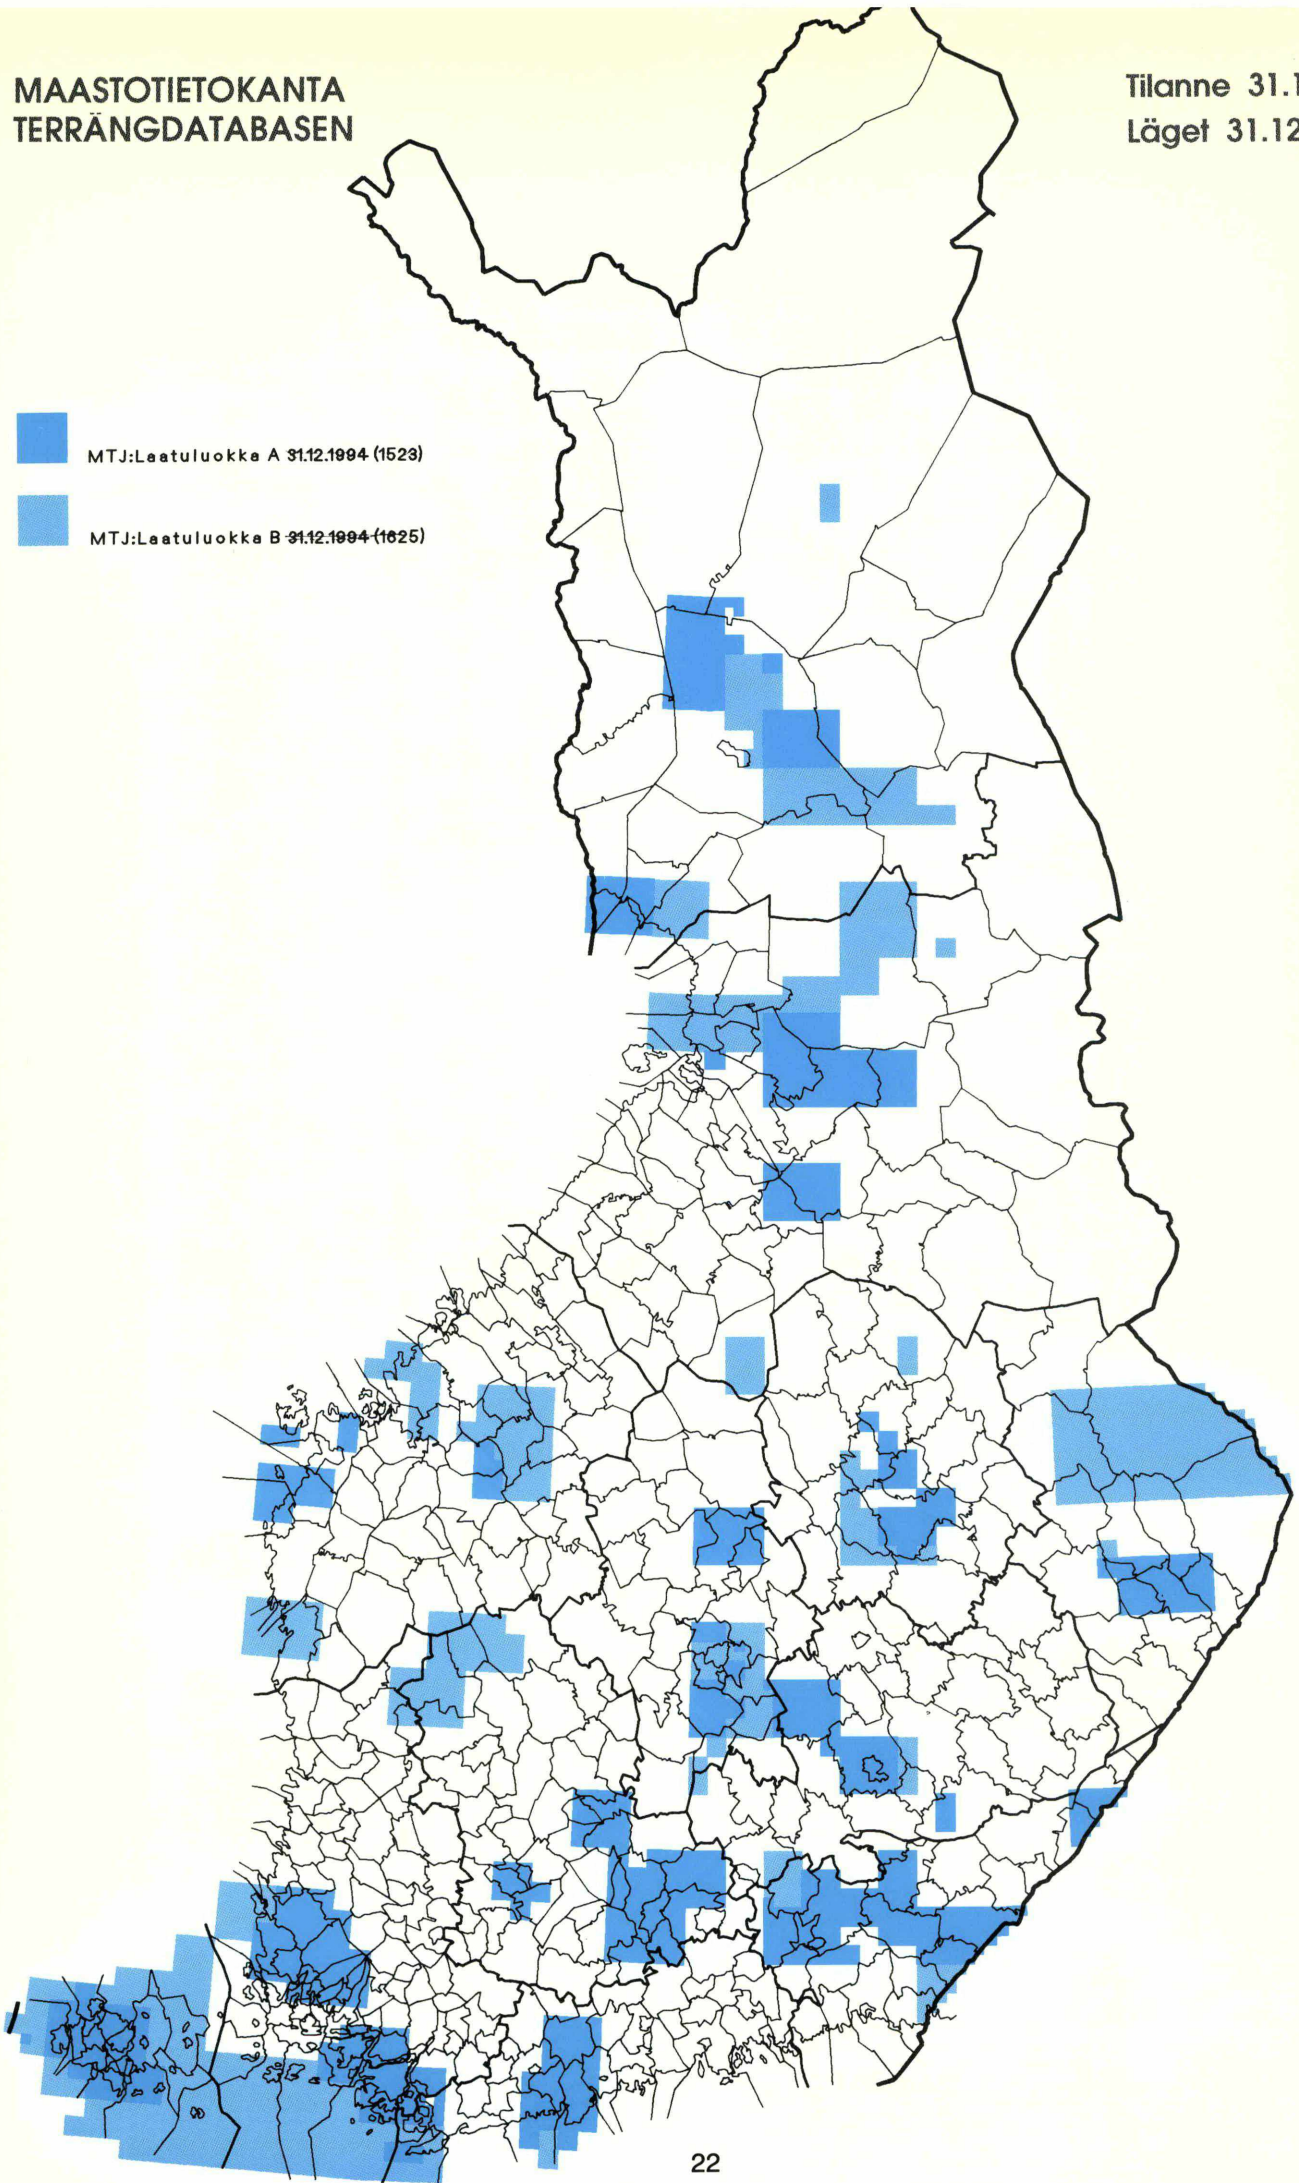 MAASTOTIETOKANTA
TERRÄNGDATABASEN
Tilanne 31.1
Läget 31.12
MTJ:Laatuluokka A 31.12.1994 (1523)
MTJ:Laatuluokka B 31.12.1994 (1625)
22